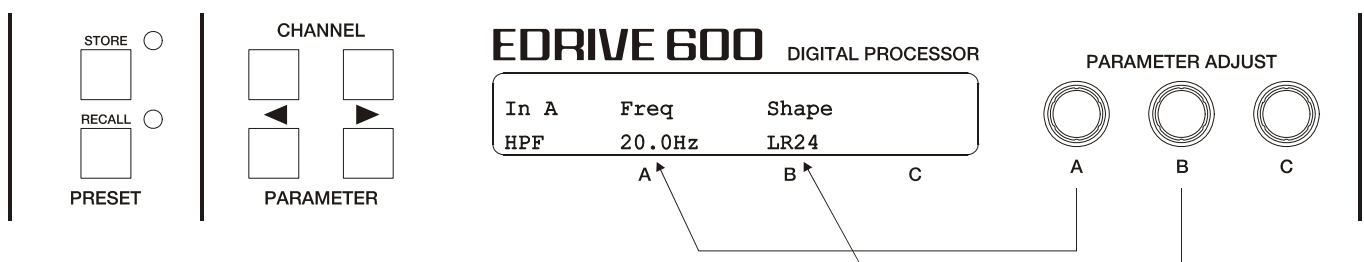 STORE
RECALL
PRESET
CHANNEL
◀ ▶
PARAMETER
EDRIVE 600 DIGITAL PROCESSOR
In A Freq Shape
HPF 20.0Hz LR24
A B C
PARAMETER ADJUST
A B C